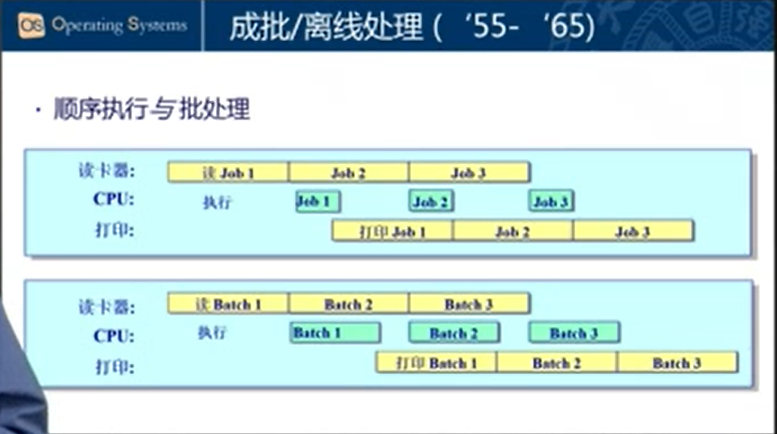 OS Operating Systems
成批/离线处理 (‘55-‘65)
· 顺序执行与批处理
读卡器: 读 Job 1 Job 2 Job 3
CPU: 执行 Job 1 Job 2 Job 3
打印: 打印 Job 1 Job 2 Job 3
读卡器: 读 Batch 1 Batch 2 Batch 3
CPU: 执行 Batch 1 Batch 2 Batch 3
打印: 打印 Batch 1 Batch 2 Batch 3